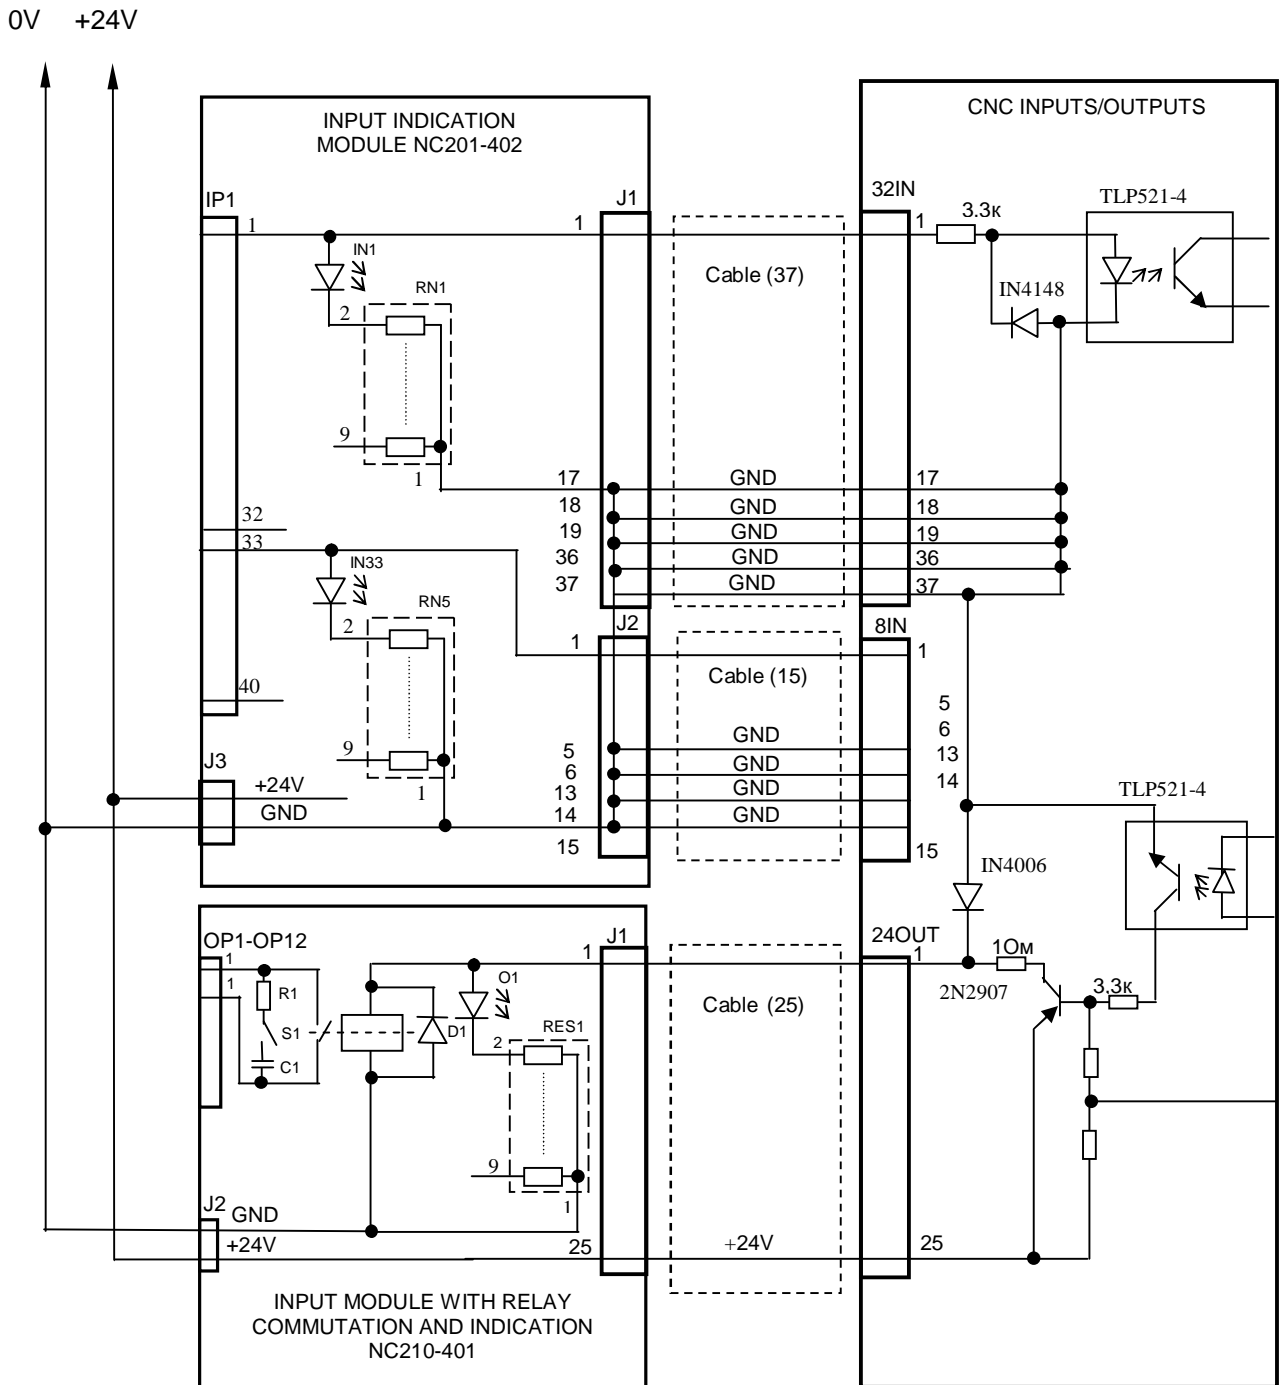 0V +24V
INPUT INDICATION
MODULE NC201-402
IP1
1
IN1
RN1
2
9
1
32
33
IN33
RN5
2
9
1
40
J3
+24V
GND
J1
1
17
18
19
36
37
J2
1
5
6
13
14
15
Cable (37)
GND
GND
GND
GND
GND
Cable (15)
GND
GND
GND
GND
CNC INPUTS/OUTPUTS
32IN
1
3.3к
TLP521-4
IN4148
17
18
19
36
37
8IN
1
5
6
13
14
15
TLP521-4
IN4006
24OUT
1
1Ом
2N2907
3,3к
25
OP1-OP12
1
1
R1
S1
C1
D1
O1
RES1
2
9
1
J1
1
25
J2
GND
+24V
Cable (25)
+24V
INPUT MODULE WITH RELAY
COMMUTATION AND INDICATION
NC210-401